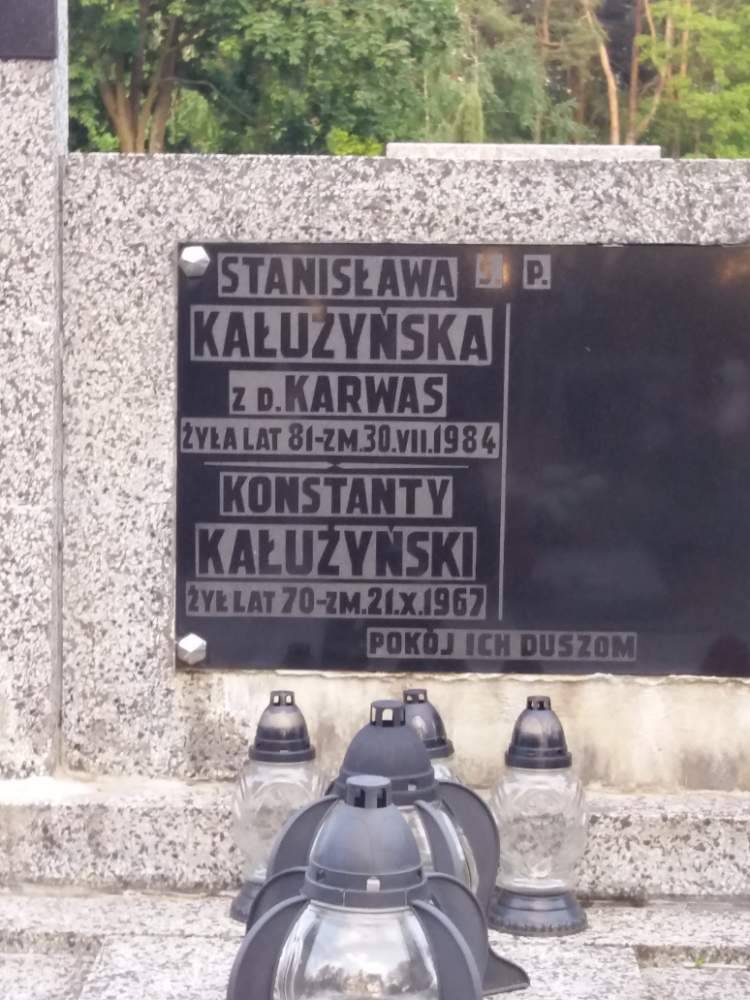 Ś. P.
STANISŁAWA
KAŁUŻYŃSKA
Z D. KARWAS
ŻYŁA LAT 81-ZM.30.VII.1984
KONSTANTY
KAŁUŻYŃSKI
ŻYŁ LAT 70-ZM.21.X.1967
POKÓJ ICH DUSZOM